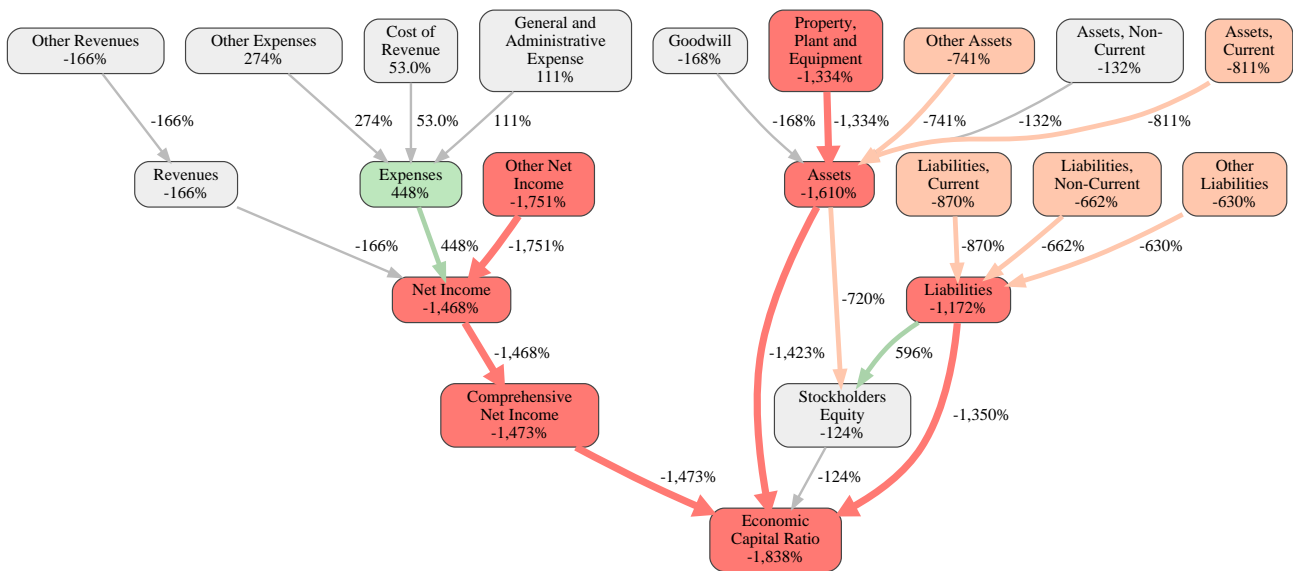 Other Revenues
-166%
Other Expenses
274%
Cost of
Revenue
53.0%
General and
Administrative
Expense
111%
Goodwill
-168%
Property,
Plant and
Equipment
-1,334%
Other Assets
-741%
Assets, Non-
Current
-132%
Assets,
Current
-811%
-166%
274%
53.0%
111%
-168%
-1,334%
-741%
-132%
-811%
Revenues
-166%
Expenses
448%
Other Net
Income
-1,751%
Assets
-1,610%
Liabilities,
Current
-870%
Liabilities,
Non-Current
-662%
Other
Liabilities
-630%
-166%
448%
-1,751%
-870%
-662%
-630%
Net Income
-1,468%
-720%
Liabilities
-1,172%
-1,468%
-1,423%
596%
Comprehensive
Net Income
-1,473%
Stockholders
Equity
-124%
-1,350%
-1,473%
-124%
Economic
Capital Ratio
-1,838%